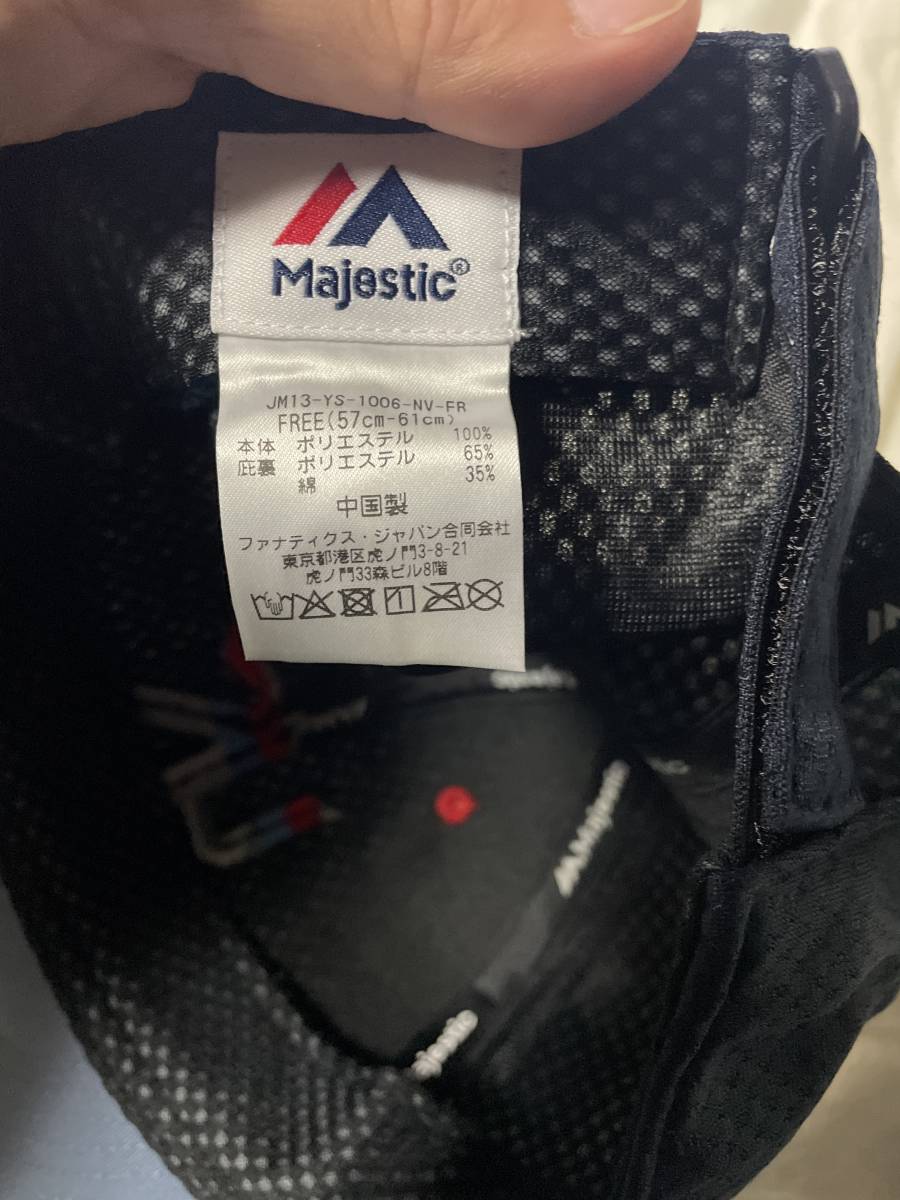 Majestic®
JM13-YS-1006-NV-FR
FREE(57cm-61cm)
本体 ポリエステル 100%
庇裏 ポリエステル 65%
綿 35%
中国製
ファナティクス・ジャパン合同会社
東京都港区虎ノ門3-8-21
虎ノ門33森ビル8階
Majestic
Majestic